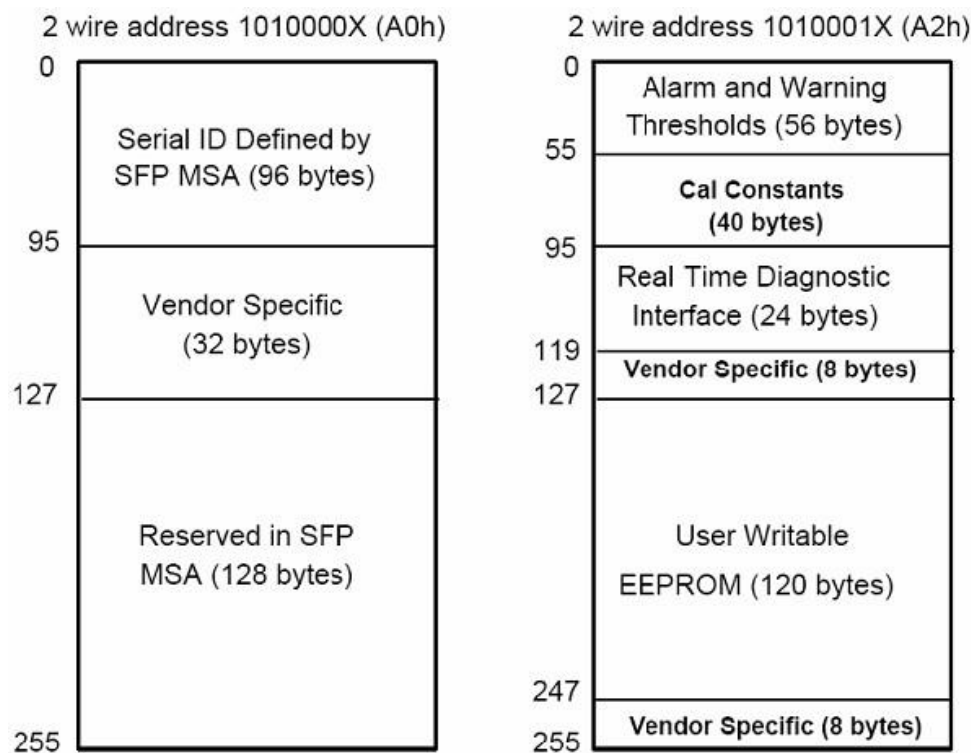 2 wire address 1010000X (A0h)
0
Serial ID Defined by
SFP MSA (96 bytes)
95
Vendor Specific
(32 bytes)
127
Reserved in SFP
MSA (128 bytes)
255
2 wire address 1010001X (A2h)
0
Alarm and Warning
Thresholds (56 bytes)
55
Cal Constants
(40 bytes)
95
Real Time Diagnostic
Interface (24 bytes)
119
Vendor Specific (8 bytes)
127
User Writable
EEPROM (120 bytes)
247
Vendor Specific (8 bytes)
255